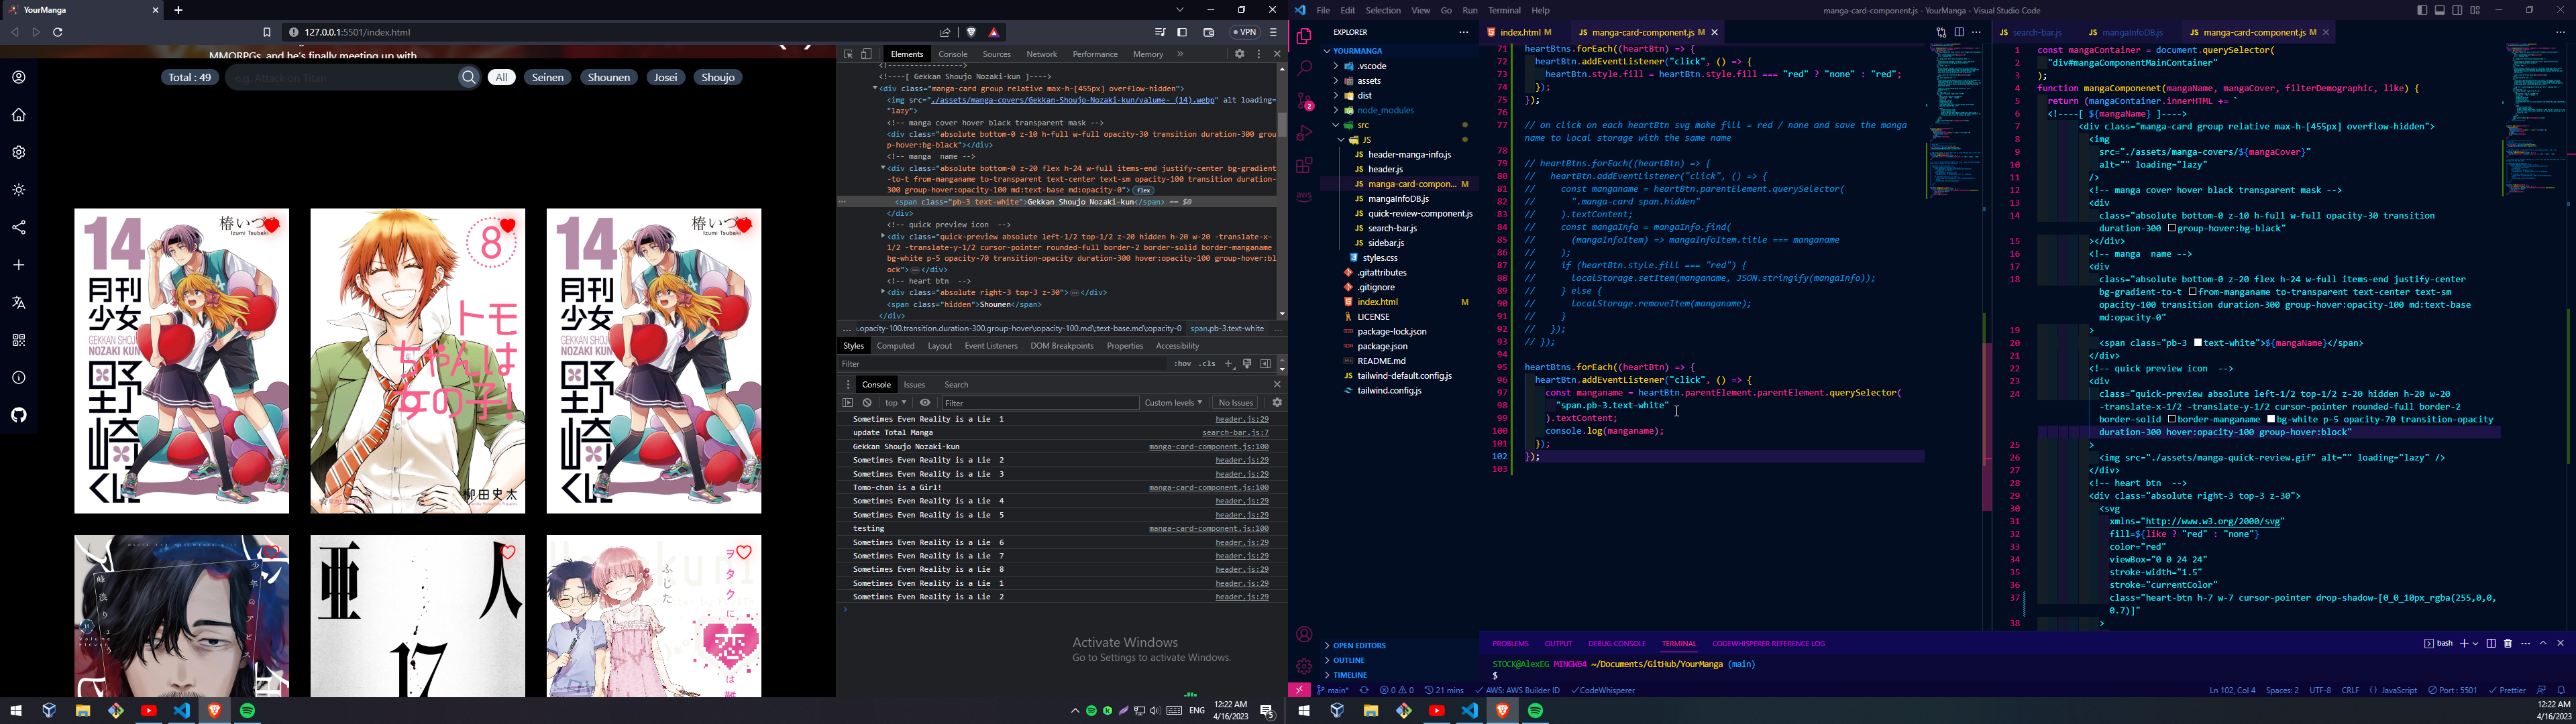 YourManga
127.0.0.1:5501/index.html
VPN
MMORPGs, and he's finally meeting up with
Total : 49
e.g. Attack on Titan
All
Seinen
Shounen
Josei
Shoujo
14
椿いづみ
Izumi Tsubaki
月刊少女
GEKKAN SHOUJO
NOZAKI KUN
野崎くん
8
トモちゃんは女の子!
柳田史太
14
椿いづみ
Izumi Tsubaki
月刊少女
GEKKAN SHOUJO
NOZAKI KUN
野崎くん
亜人
17
ヲタクに恋は難
ふじた
Elements
Console
Sources
Network
Performance
Memory
<!---------------->
<!----[ Gekkan Shoujo Nozaki-kun ]---->
<div class="manga-card group relative max-h-[455px] overflow-hidden">
<img src="./assets/manga-covers/Gekkan-Shoujo-Nozaki-kun/valume- (14).webp" alt loading=
"lazy">
<!-- manga cover hover black transparent mask -->
<div class="absolute bottom-0 z-10 h-full w-full opacity-30 transition duration-300 grou
p-hover:bg-black"></div>
<!-- manga  name -->
<div class="absolute bottom-0 z-20 flex h-24 w-full items-end justify-center bg-gradient
-to-t from-manganame to-transparent text-center text-sm opacity-100 transition duration-
300 group-hover:opacity-100 md:text-base md:opacity-0"> flex
<span class="pb-3 text-white">Gekkan Shoujo Nozaki-kun</span> == $0
</div>
<!-- quick preview icon  -->
<div class="quick-preview absolute left-1/2 top-1/2 z-20 hidden h-20 w-20 -translate-x-
1/2 -translate-y-1/2 cursor-pointer rounded-full border-2 border-solid border-manganame
bg-white p-5 opacity-70 transition-opacity duration-300 hover:opacity-100 group-hover:bl
ock">…</div>
<!-- heart btn  -->
<div class="absolute right-3 top-3 z-30">…</div>
<span class="hidden">Shounen</span>
</div>
… .opacity-100.transition.duration-300.group-hover\:opacity-100.md\:text-base.md\:opacity-0 span.pb-3.text-white …
Styles
Computed
Layout
Event Listeners
DOM Breakpoints
Properties
Accessibility
Filter
:hov .cls
Console
Issues
Search
top
Filter
Custom levels
No Issues
Sometimes Even Reality is a Lie  1 header.js:29
update Total Manga search-bar.js:7
Gekkan Shoujo Nozaki-kun manga-card-component.js:100
Sometimes Even Reality is a Lie  2 header.js:29
Sometimes Even Reality is a Lie  3 header.js:29
Tomo-chan is a Girl! manga-card-component.js:100
Sometimes Even Reality is a Lie  4 header.js:29
Sometimes Even Reality is a Lie  5 header.js:29
testing manga-card-component.js:100
Sometimes Even Reality is a Lie  6 header.js:29
Sometimes Even Reality is a Lie  7 header.js:29
Sometimes Even Reality is a Lie  8 header.js:29
Sometimes Even Reality is a Lie  1 header.js:29
Sometimes Even Reality is a Lie  2 header.js:29
Activate Windows
Go to Settings to activate Windows.
ENG
12:22 AM
4/16/2023
File Edit Selection View Go Run Terminal Help
manga-card-component.js - YourManga - Visual Studio Code
EXPLORER
YOURMANGA
.vscode
assets
dist
node_modules
src
JS
header-manga-info.js
header.js
manga-card-compon... M
mangaInfoDB.js
quick-review-component.js
search-bar.js
sidebar.js
styles.css
.gitattributes
.gitignore
index.html M
LICENSE
package-lock.json
package.json
README.md
tailwind-default.config.js
tailwind.config.js
OPEN EDITORS
OUTLINE
TIMELINE
index.html M
manga-card-component.js M
71 heartBtns.forEach((heartBtn) => {
72 heartBtn.addEventListener("click", () => {
73 heartBtn.style.fill = heartBtn.style.fill === "red" ? "none" : "red";
74 });
75 });
76
77 // on click on each heartBtn svg make fill = red / none and save the manga
name to local storage with the same name
78
79 // heartBtns.forEach((heartBtn) => {
80 //   heartBtn.addEventListener("click", () => {
81 //     const manganame = heartBtn.parentElement.querySelector(
82 //       ".manga-card span.hidden"
83 //     ).textContent;
84 //     const mangaInfo = mangaInfo.find(
85 //       (mangaInfoItem) => mangaInfoItem.title === manganame
86 //     );
87 //     if (heartBtn.style.fill === "red") {
88 //       LocalStorage.setItem(manganame, JSON.stringify(mangaInfo));
89 //     } else {
90 //       LocalStorage.removeItem(manganame);
91 //     }
92 //   });
93 // });
94
95 heartBtns.forEach((heartBtn) => {
96 heartBtn.addEventListener("click", () => {
97 const manganame = heartBtn.parentElement.parentElement.querySelector(
98 "span.pb-3.text-white"
99 ).textContent;
100 console.log(manganame);
101 });
102 });
103
search-bar.js
mangaInfoDB.js
manga-card-component.js M
1 const mangaContainer = document.querySelector(
2 "div#mangaComponentMainContainer"
3 );
4 function mangaComponenet(mangaName, mangaCover, filterDemographic, like) {
5 return (mangaContainer.innerHTML += `
6 <!----[ ${mangaName} ]---->
7 <div class="manga-card group relative max-h-[455px] overflow-hidden">
8 <img
9 src="./assets/manga-covers/${mangaCover}"
10 alt="" loading="lazy"
11 />
12 <!-- manga cover hover black transparent mask -->
13 <div
14 class="absolute bottom-0 z-10 h-full w-full opacity-30 transition
duration-300 group-hover:bg-black"
15 ></div>
16 <!-- manga  name -->
17 <div
18 class="absolute bottom-0 z-20 flex h-24 w-full items-end justify-center
bg-gradient-to-t from-manganame to-transparent text-center text-sm
opacity-100 transition duration-300 group-hover:opacity-100 md:text-base
md:opacity-0"
19 >
20 <span class="pb-3 text-white">${mangaName}</span>
21 </div>
22 <!-- quick preview icon  -->
23 <div
24 class="quick-preview absolute left-1/2 top-1/2 z-20 hidden h-20 w-20
-translate-x-1/2 -translate-y-1/2 cursor-pointer rounded-full border-2
border-solid border-manganame bg-white p-5 opacity-70 transition-opacity
duration-300 hover:opacity-100 group-hover:block"
25 >
26 <img src="./assets/manga-quick-review.gif" alt="" loading="lazy" />
27 </div>
28 <!-- heart btn  -->
29 <div class="absolute right-3 top-3 z-30">
30 <svg
31 xmlns="http://www.w3.org/2000/svg"
32 fill=${like ? "red" : "none"}
33 color="red"
34 viewBox="0 0 24 24"
35 stroke-width="1.5"
36 stroke="currentColor"
37 class="heart-btn h-7 w-7 cursor-pointer drop-shadow-[0_0_10px_rgba(255,0,0,
0.7)]"
38 >
PROBLEMS
OUTPUT
DEBUG CONSOLE
TERMINAL
CODEWHISPERER REFERENCE LOG
bash
STOCK@AlexEG MINGW64 ~/Documents/GitHub/YourManga (main)
$
main*
0
0
21 mins
AWS: AWS Builder ID
CodeWhisperer
Ln 102, Col 4
Spaces: 2
UTF-8
CRLF
{} JavaScript
Port : 5501
Prettier
12:22 AM
4/16/2023